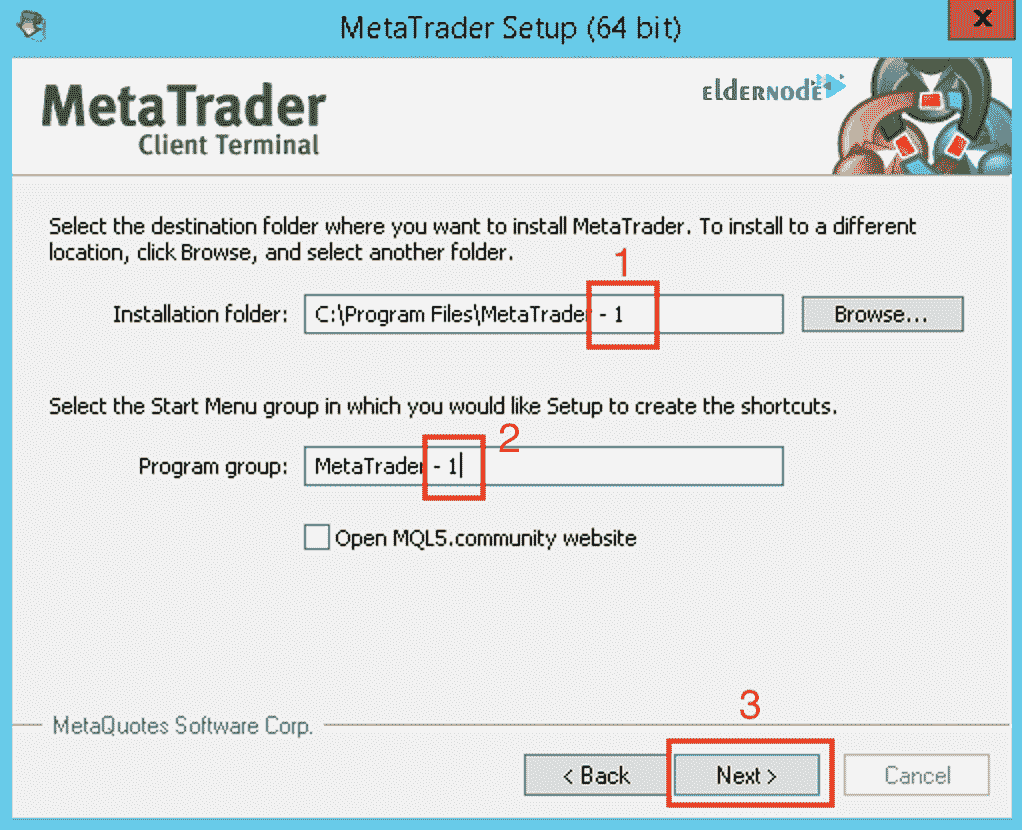 MetaTrader Setup (64 bit)
X
MetaTrader
Client Terminal
ELDERNODE
Select the destination folder where you want to install MetaTrader. To install to a different
location, click Browse, and select another folder.
1
Installation folder: C:\Program Files\MetaTrader - 1 Browse...
Select the Start Menu group in which you would like Setup to create the shortcuts.
2
Program group: MetaTrader - 1
Open MQL5.community website
3
MetaQuotes Software Corp.
< Back Next > Cancel